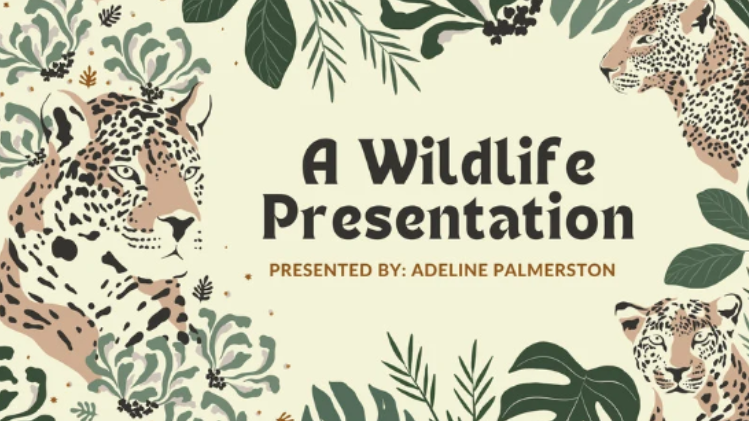 A Wildlife
Presentation
PRESENTED BY: ADELINE PALMERSTON